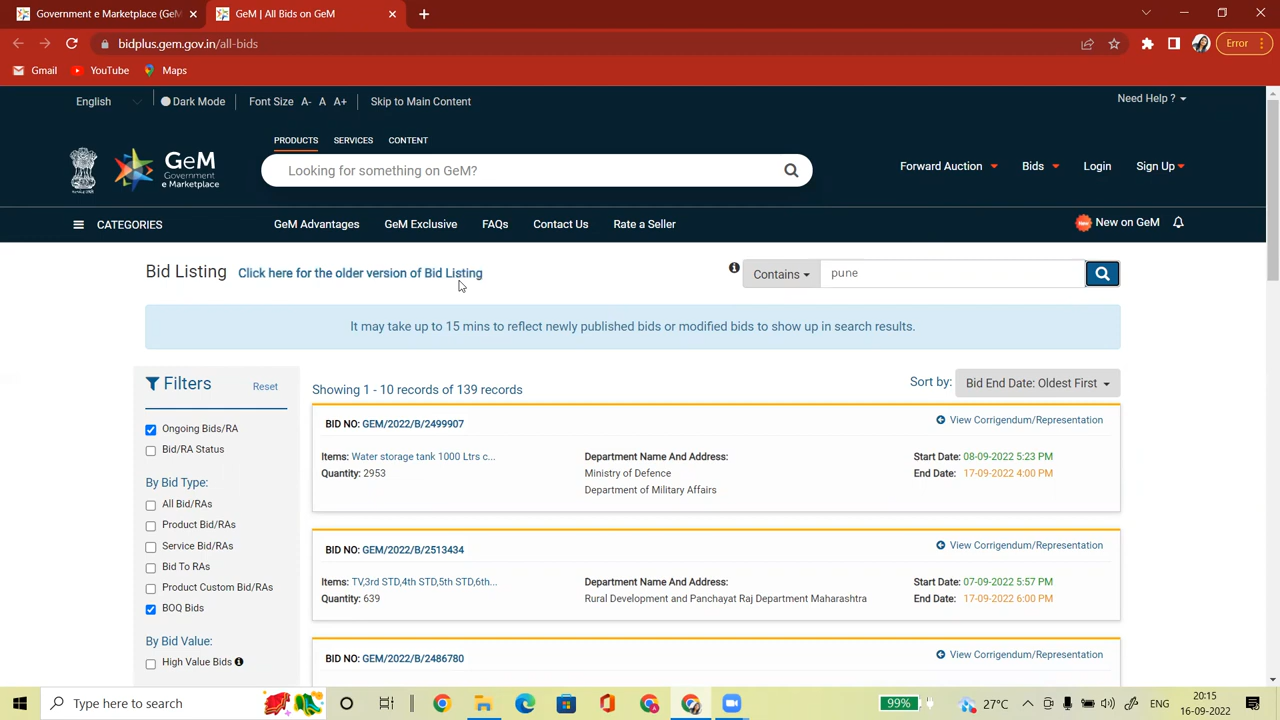 Government e Marketplace (GeM
GeM | All Bids on GeM
bidplus.gem.gov.in/all-bids
Error
Gmail
YouTube
Maps
English
Dark Mode
Font Size A- A A+
Skip to Main Content
Need Help ?
PRODUCTS SERVICES CONTENT
GeM
Government
e Marketplace
Looking for something on GeM?
Forward Auction
Bids
Login
Sign Up
CATEGORIES
GeM Advantages
GeM Exclusive
FAQs
Contact Us
Rate a Seller
New on GeM
Bid Listing
Click here for the older version of Bid Listing
Contains
pune
It may take up to 15 mins to reflect newly published bids or modified bids to show up in search results.
Filters
Reset
Showing 1 - 10 records of 139 records
Sort by:
Bid End Date: Oldest First
Ongoing Bids/RA
Bid/RA Status
By Bid Type:
All Bid/RAs
Product Bid/RAs
Service Bid/RAs
Bid To RAs
Product Custom Bid/RAs
BOQ Bids
By Bid Value:
High Value Bids
BID NO: GEM/2022/B/2499907
View Corrigendum/Representation
Items: Water storage tank 1000 Ltrs c...
Quantity: 2953
Department Name And Address:
Ministry of Defence
Department of Military Affairs
Start Date: 08-09-2022 5:23 PM
End Date: 17-09-2022 4:00 PM
BID NO: GEM/2022/B/2513434
View Corrigendum/Representation
Items: TV,3rd STD,4th STD,5th STD,6th...
Quantity: 639
Department Name And Address:
Rural Development and Panchayat Raj Department Maharashtra
Start Date: 07-09-2022 5:57 PM
End Date: 17-09-2022 6:00 PM
BID NO: GEM/2022/B/2486780
View Corrigendum/Representation
Type here to search
99%
27°C
ENG
20:15
16-09-2022